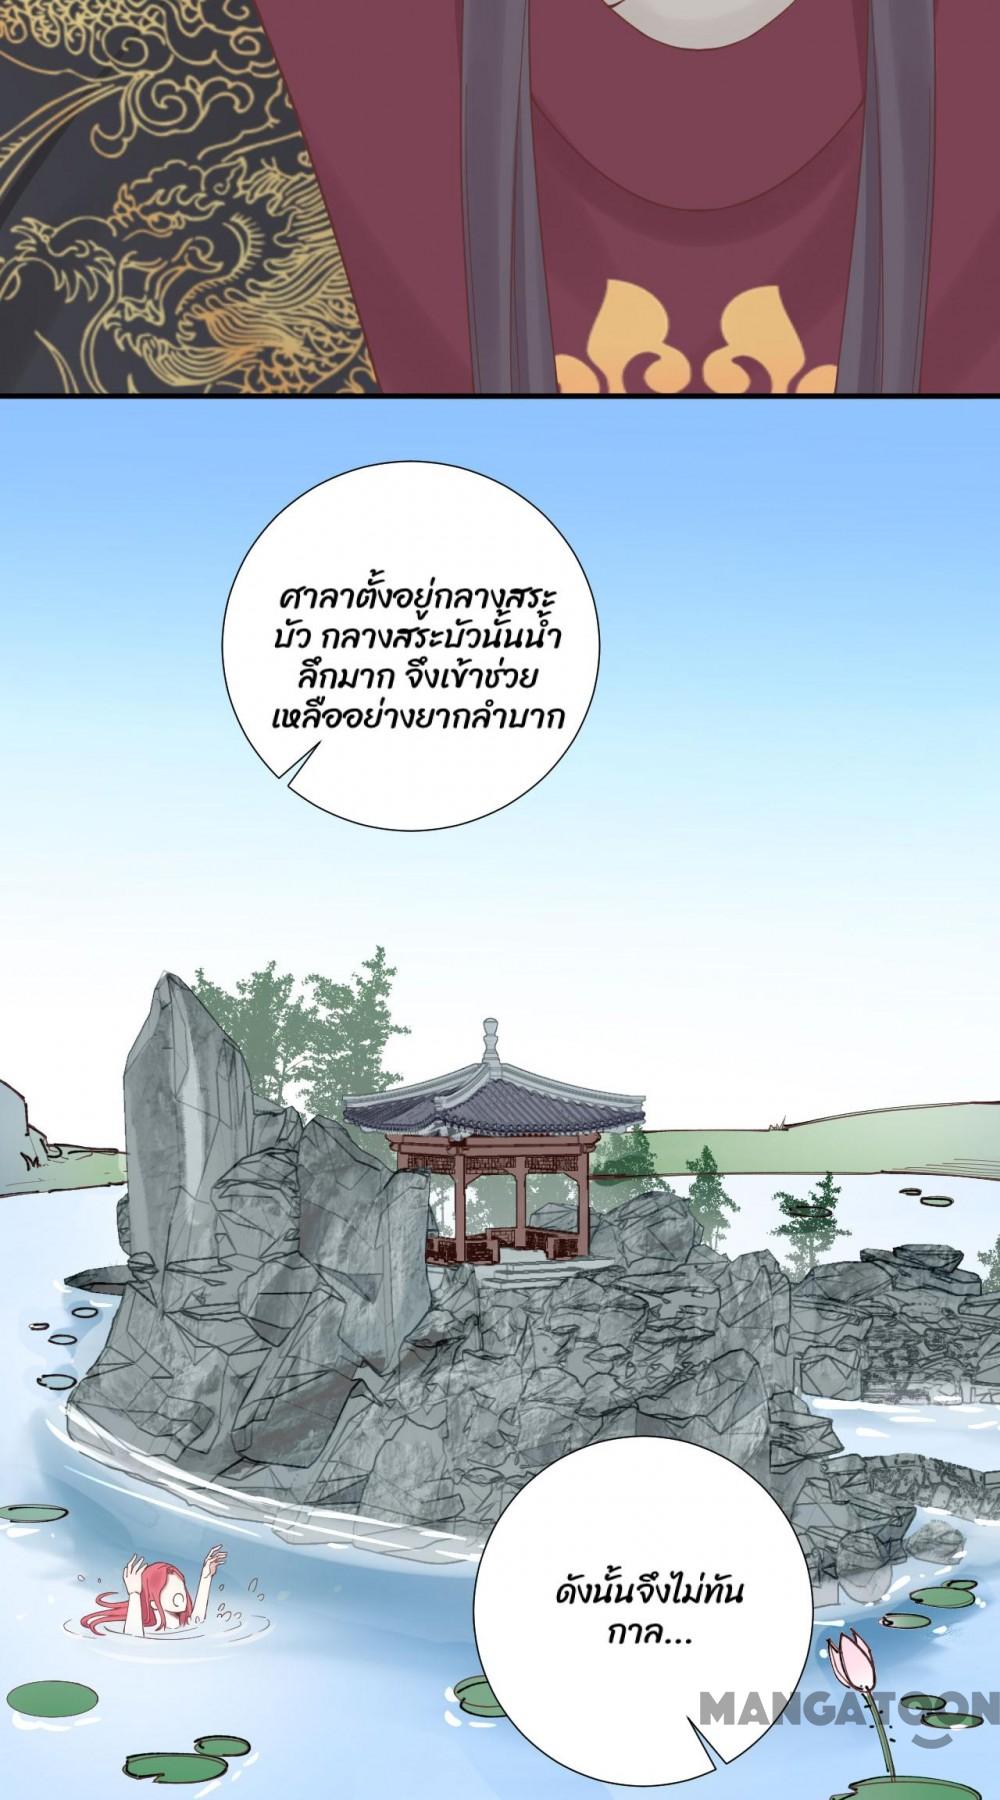 ศาลาตั้งอยู่กลางสระ
บัว กลางสระบัวนั้นน้ำ
ลึกมาก จึงเข้าช่วย
เหลืออย่างยากลำบาก
ดังนั้นจึงไม่ทัน
กาล...
MANGATOON